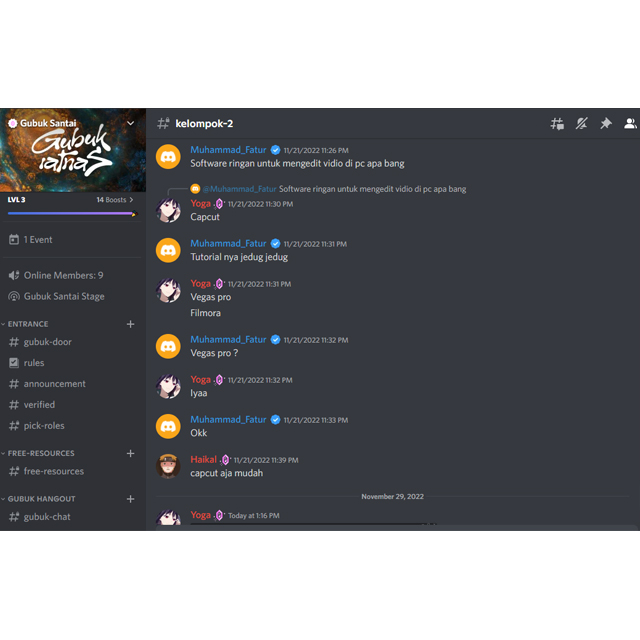 Gubuk Santai
Gubuk
LVL 3
14 Boosts
1 Event
Online Members: 9
Gubuk Santai Stage
ENTRANCE
gubuk-door
rules
announcement
verified
pick-roles
FREE-RESOURCES
free-resources
GUBUK HANGOUT
gubuk-chat
kelompok-2
Muhammad_Fatur 11/21/2022 11:26 PM
Software ringan untuk mengedit vidio di pc apa bang
@Muhammad_Fatur Software ringan untuk mengedit vidio di pc apa bang
Yoga 11/21/2022 11:30 PM
Capcut
Muhammad_Fatur 11/21/2022 11:31 PM
Tutorial nya jedug jedug
Yoga 11/21/2022 11:31 PM
Vegas pro
Filmora
Muhammad_Fatur 11/21/2022 11:32 PM
Vegas pro ?
Yoga 11/21/2022 11:32 PM
Iyaa
Muhammad_Fatur 11/21/2022 11:33 PM
Okk
Haikal 11/21/2022 11:39 PM
capcut aja mudah
November 29, 2022
Yoga Today at 1:16 PM